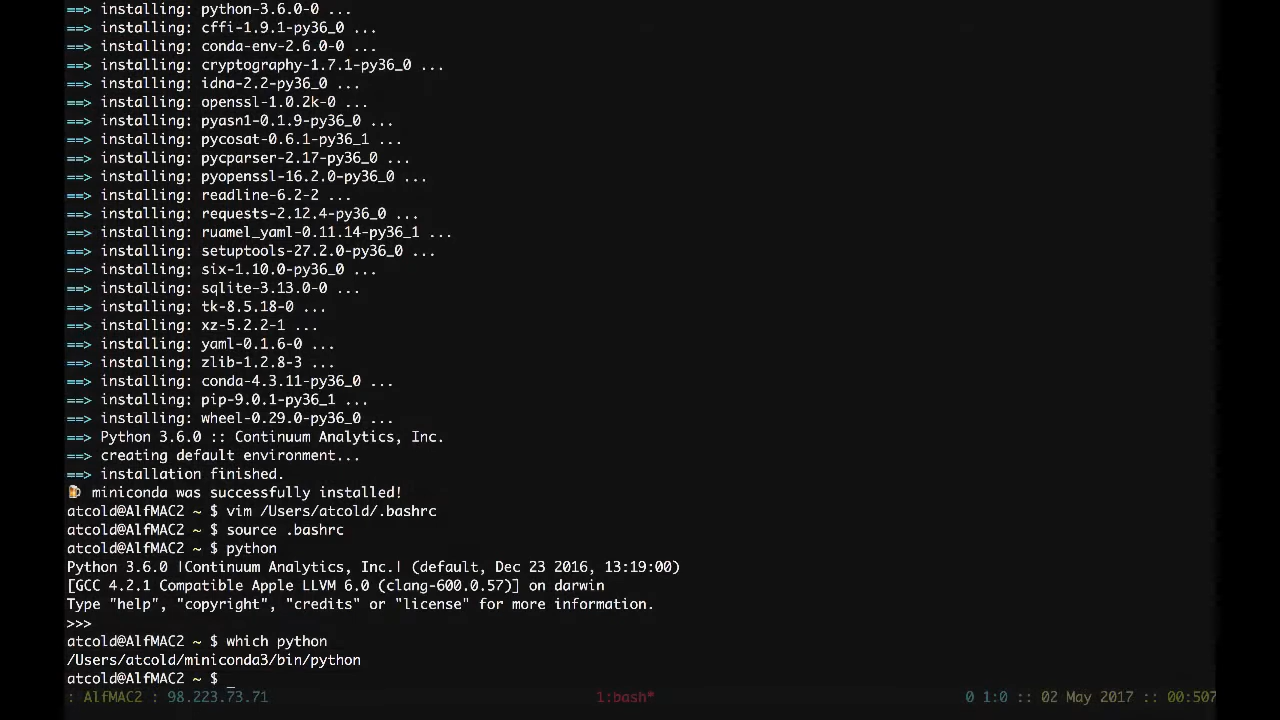 ==> installing: python-3.6.0-0 ...
==> installing: cffi-1.9.1-py36_0 ...
==> installing: conda-env-2.6.0-0 ...
==> installing: cryptography-1.7.1-py36_0 ...
==> installing: idna-2.2-py36_0 ...
==> installing: openssl-1.0.2k-0 ...
==> installing: pyasn1-0.1.9-py36_0 ...
==> installing: pycosat-0.6.1-py36_1 ...
==> installing: pycparser-2.17-py36_0 ...
==> installing: pyopenssl-16.2.0-py36_0 ...
==> installing: readline-6.2-2 ...
==> installing: requests-2.12.4-py36_0 ...
==> installing: ruamel_yaml-0.11.14-py36_1 ...
==> installing: setuptools-27.2.0-py36_0 ...
==> installing: six-1.10.0-py36_0 ...
==> installing: sqlite-3.13.0-0 ...
==> installing: tk-8.5.18-0 ...
==> installing: xz-5.2.2-1 ...
==> installing: yaml-0.1.6-0 ...
==> installing: zlib-1.2.8-3 ...
==> installing: conda-4.3.11-py36_0 ...
==> installing: pip-9.0.1-py36_1 ...
==> installing: wheel-0.29.0-py36_0 ...
==> Python 3.6.0 :: Continuum Analytics, Inc.
==> creating default environment...
==> installation finished.
🍺 miniconda was successfully installed!
atcold@AlfMAC2 ~ $ vim /Users/atcold/.bashrc
atcold@AlfMAC2 ~ $ source .bashrc
atcold@AlfMAC2 ~ $ python
Python 3.6.0 |Continuum Analytics, Inc.| (default, Dec 23 2016, 13:19:00)
[GCC 4.2.1 Compatible Apple LLVM 6.0 (clang-600.0.57)] on darwin
Type "help", "copyright", "credits" or "license" for more information.
>>>
atcold@AlfMAC2 ~ $ which python
/Users/atcold/miniconda3/bin/python
atcold@AlfMAC2 ~ $ _
: AlfMAC2 : 98.223.73.71 1:bash* 0 1:0 :: 02 May 2017 :: 00:507